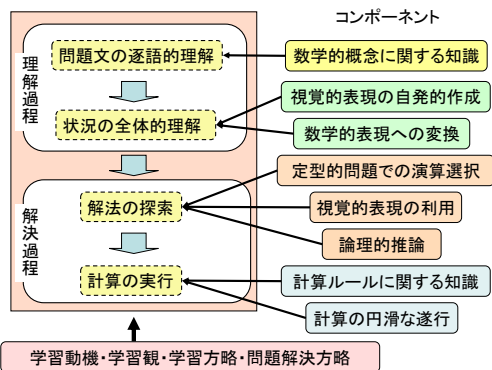 コンポーネント
理解過程
問題文の逐語的理解
数学的概念に関する知識
視覚的表現の自発的作成
状況の全体的理解
数学的表現への変換
定型的問題での演算選択
解決過程
解法の探索
視覚的表現の利用
論理的推論
計算の実行
計算ルールに関する知識
計算の円滑な遂行
学習動機・学習観・学習方略・問題解決方略